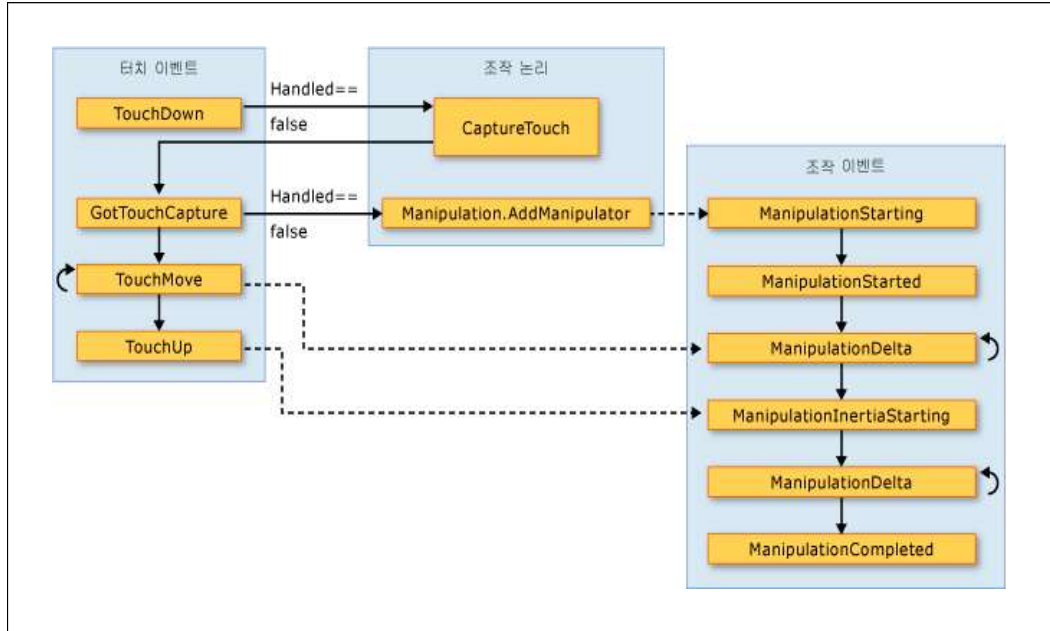 터치 이벤트
TouchDown
Handled==
false
GotTouchCapture
Handled==
false
TouchMove
TouchUp
조작 논리
CaptureTouch
Manipulation.AddManipulator
조작 이벤트
ManipulationStarting
ManipulationStarted
ManipulationDelta
ManipulationInertiaStarting
ManipulationDelta
ManipulationCompleted